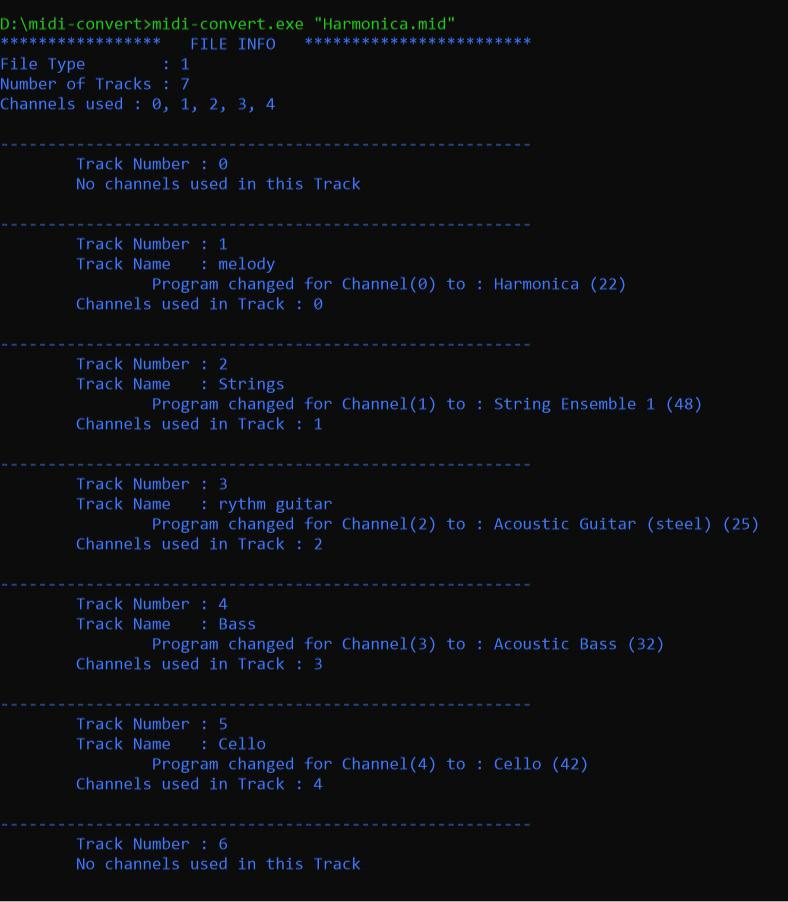 D:\midi-convert>midi-convert.exe "Harmonica.mid"
***************** FILE INFO ************************
File Type : 1
Number of Tracks : 7
Channels used : 0, 1, 2, 3, 4
--------------------------------------------------------
Track Number : 0
No channels used in this Track
--------------------------------------------------------
Track Number : 1
Track Name : melody
Program changed for Channel(0) to : Harmonica (22)
Channels used in Track : 0
--------------------------------------------------------
Track Number : 2
Track Name : Strings
Program changed for Channel(1) to : String Ensemble 1 (48)
Channels used in Track : 1
--------------------------------------------------------
Track Number : 3
Track Name : rythm guitar
Program changed for Channel(2) to : Acoustic Guitar (steel) (25)
Channels used in Track : 2
--------------------------------------------------------
Track Number : 4
Track Name : Bass
Program changed for Channel(3) to : Acoustic Bass (32)
Channels used in Track : 3
--------------------------------------------------------
Track Number : 5
Track Name : Cello
Program changed for Channel(4) to : Cello (42)
Channels used in Track : 4
--------------------------------------------------------
Track Number : 6
No channels used in this Track